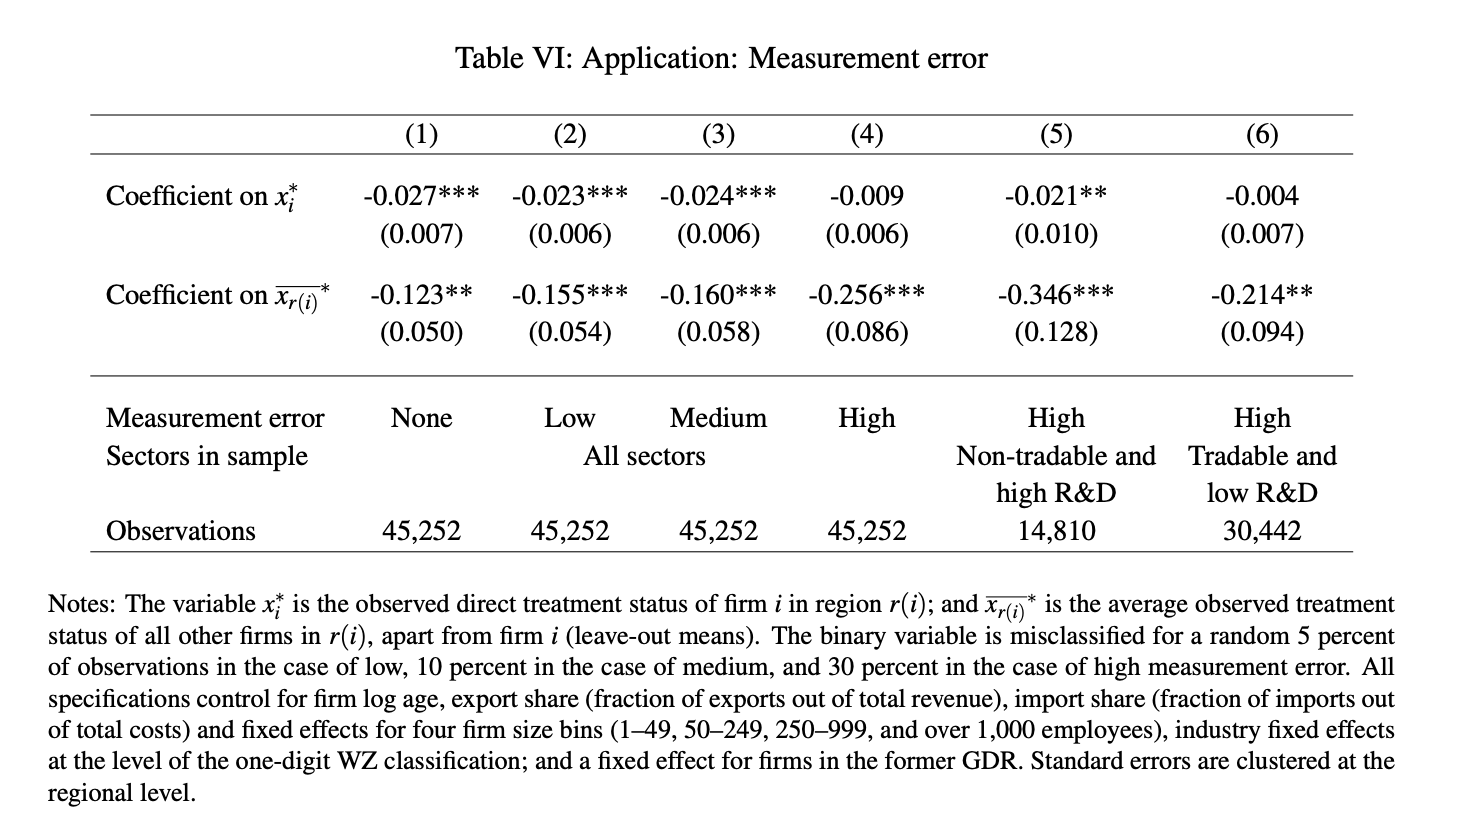 Table VI: Application: Measurement error
(1) (2) (3) (4) (5) (6)
Coefficient on x*ᵢ -0.027*** -0.023*** -0.024*** -0.009 -0.021** -0.004
(0.007) (0.006) (0.006) (0.006) (0.010) (0.007)
Coefficient on x̅_r(i)* -0.123** -0.155*** -0.160*** -0.256*** -0.346*** -0.214**
(0.050) (0.054) (0.058) (0.086) (0.128) (0.094)
Measurement error None Low Medium High High High
Sectors in sample All sectors Non-tradable and Tradable and
high R&D low R&D
Observations 45,252 45,252 45,252 45,252 14,810 30,442
Notes: The variable x*ᵢ is the observed direct treatment status of firm i in region r(i); and x̅_r(i)* is the average observed treatment
status of all other firms in r(i), apart from firm i (leave-out means). The binary variable is misclassified for a random 5 percent
of observations in the case of low, 10 percent in the case of medium, and 30 percent in the case of high measurement error. All
specifications control for firm log age, export share (fraction of exports out of total revenue), import share (fraction of imports out
of total costs) and fixed effects for four firm size bins (1–49, 50–249, 250–999, and over 1,000 employees), industry fixed effects
at the level of the one-digit WZ classification; and a fixed effect for firms in the former GDR. Standard errors are clustered at the
regional level.